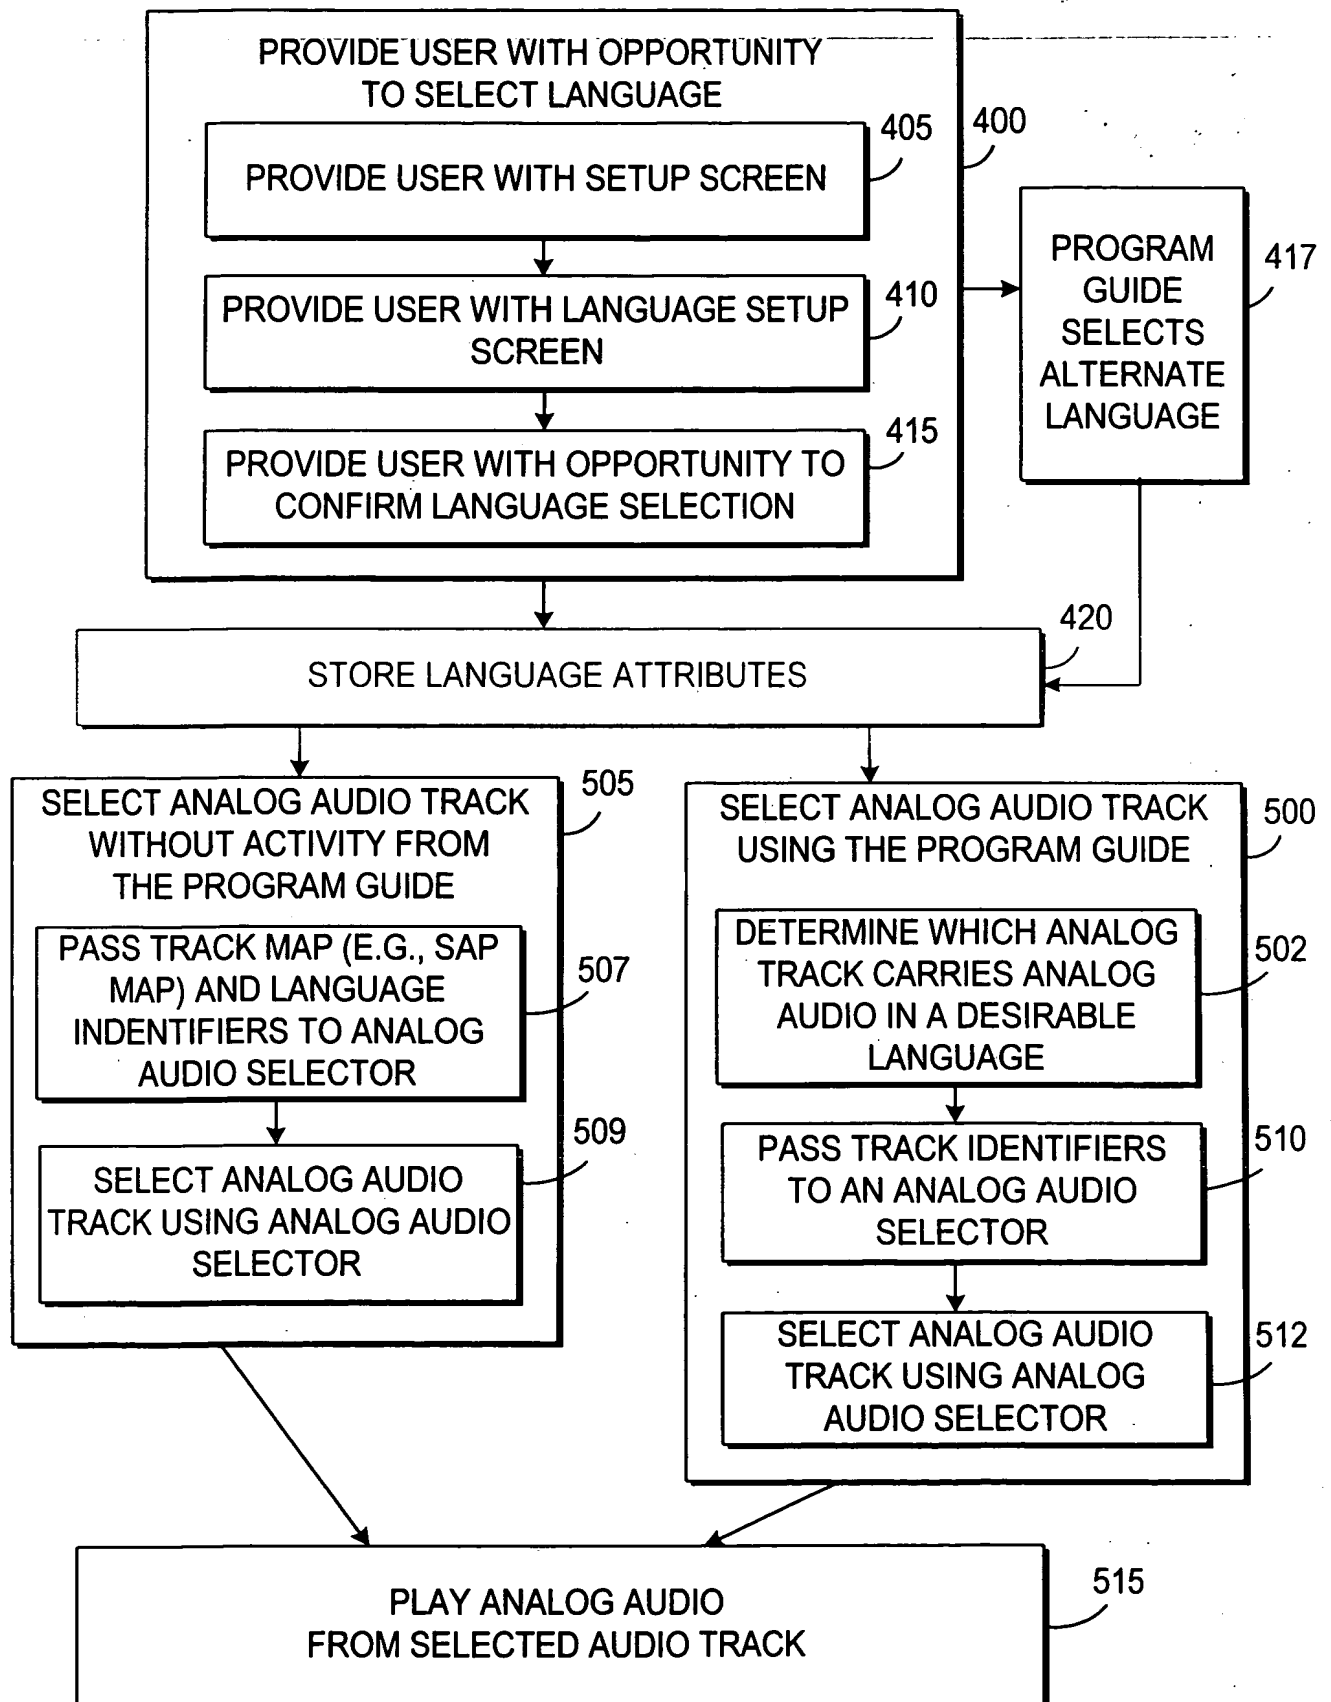 PROVIDE USER WITH OPPORTUNITY
TO SELECT LANGUAGE
400
405
PROVIDE USER WITH SETUP SCREEN
410
PROVIDE USER WITH LANGUAGE SETUP
SCREEN
415
PROVIDE USER WITH OPPORTUNITY TO
CONFIRM LANGUAGE SELECTION
417
PROGRAM
GUIDE
SELECTS
ALTERNATE
LANGUAGE
420
STORE LANGUAGE ATTRIBUTES
505
SELECT ANALOG AUDIO TRACK
WITHOUT ACTIVITY FROM
THE PROGRAM GUIDE
507
PASS TRACK MAP (E.G., SAP
MAP) AND LANGUAGE
INDENTIFIERS TO ANALOG
AUDIO SELECTOR
509
SELECT ANALOG AUDIO
TRACK USING ANALOG AUDIO
SELECTOR
500
SELECT ANALOG AUDIO TRACK
USING THE PROGRAM GUIDE
502
DETERMINE WHICH ANALOG
TRACK CARRIES ANALOG
AUDIO IN A DESIRABLE
LANGUAGE
510
PASS TRACK IDENTIFIERS
TO AN ANALOG AUDIO
SELECTOR
512
SELECT ANALOG AUDIO
TRACK USING ANALOG
AUDIO SELECTOR
515
PLAY ANALOG AUDIO
FROM SELECTED AUDIO TRACK